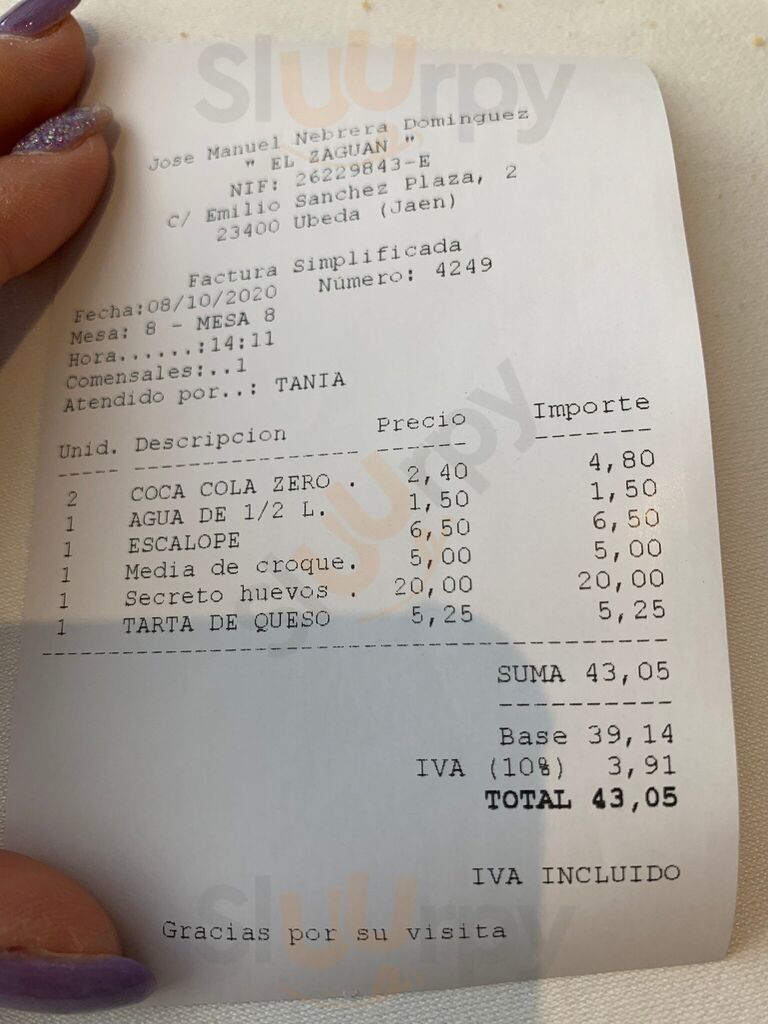 Sluurpy
Jose Manuel Nebrera Dominguez
" EL ZAGUAN "
NIF: 26229843-E
C/ Emilio Sanchez Plaza, 2
23400 Ubeda (Jaen)
Factura Simplificada
Fecha:08/10/2020 Número: 4249
Mesa: 8 - MESA 8
Hora......:14:11
Comensales:..1
Atendido por..: TANIA
Unid. Descripcion Precio Importe
2 COCA COLA ZERO . 2,40 4,80
1 AGUA DE 1/2 L. 1,50 1,50
1 ESCALOPE 6,50 6,50
1 Media de croque. 5,00 5,00
1 Secreto huevos . 20,00 20,00
1 TARTA DE QUESO 5,25 5,25
Sluurpy
SUMA 43,05
Base 39,14
IVA (10%) 3,91
TOTAL 43,05
IVA INCLUIDO
Gracias por su visita
Sluurpy